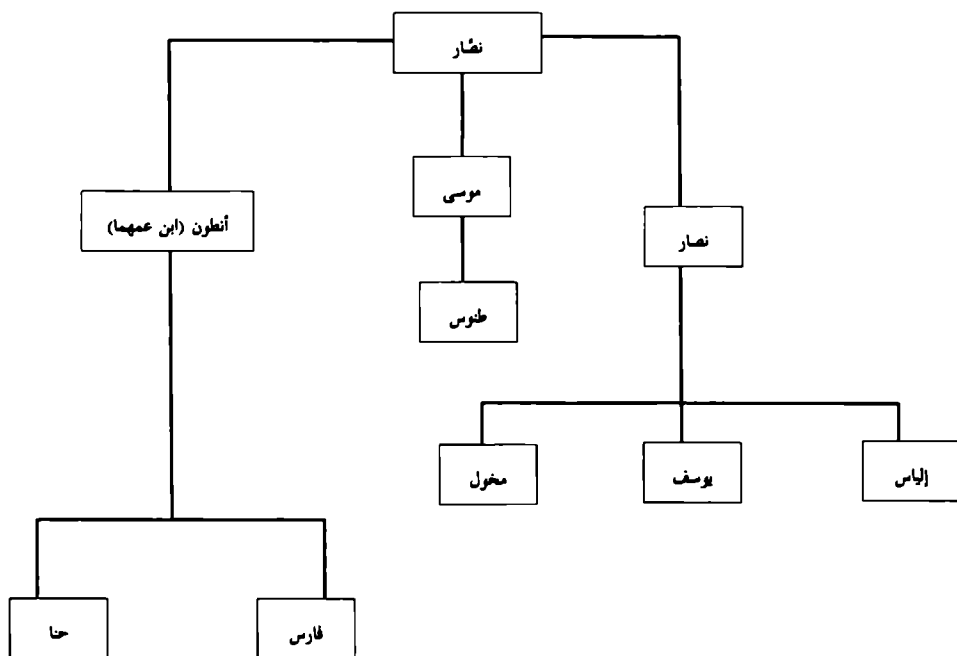 نصّار
موسى
أنطون (ابن عمهما)
نصار
طنوس
إلياس
يوسف
مخول
فارس
حنا